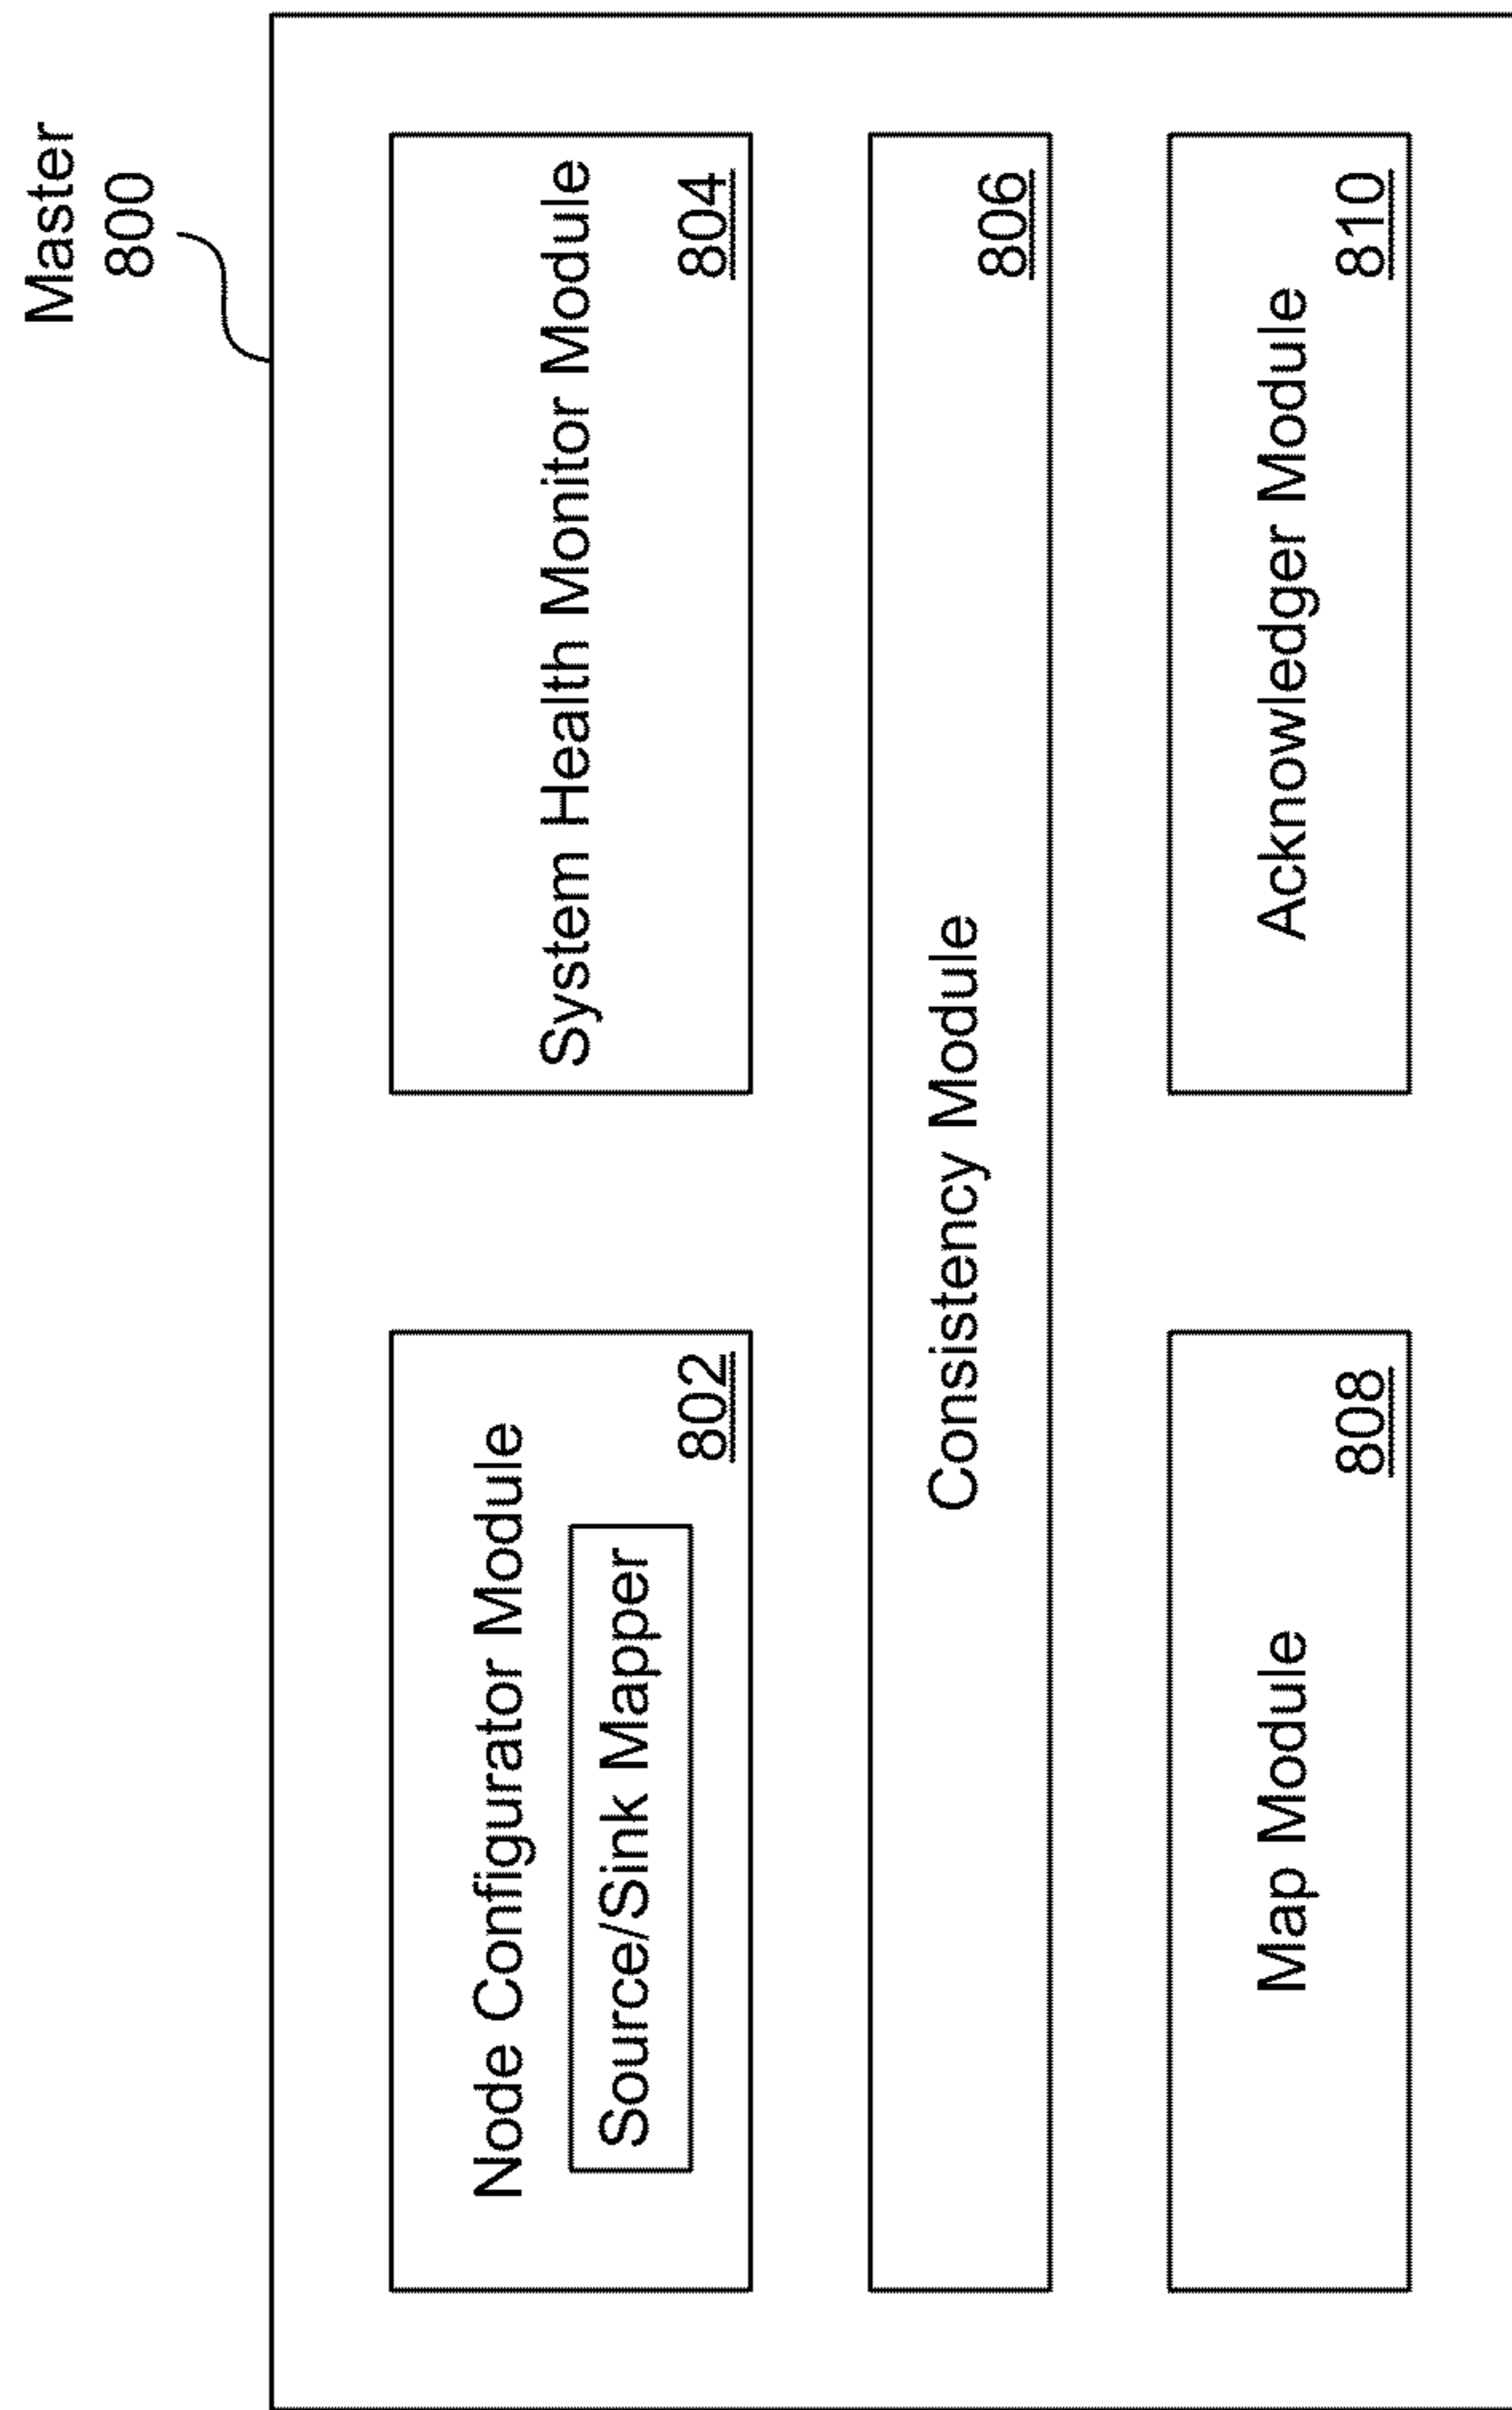 Master
800
Node Configurator Module
Source/Sink Mapper
802
System Health Monitor Module
804
Consistency Module
806
Map Module
808
Acknowledger Module
810